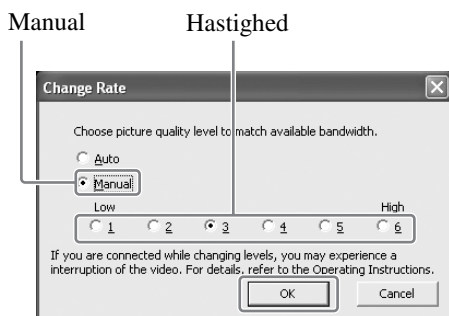 Manual Hastighed
Change Rate
Choose picture quality level to match available bandwidth.
Auto
Manual
Low High
1 2 3 4 5 6
If you are connected while changing levels, you may experience a
interruption of the video. For details, refer to the Operating Instructions.
OK Cancel